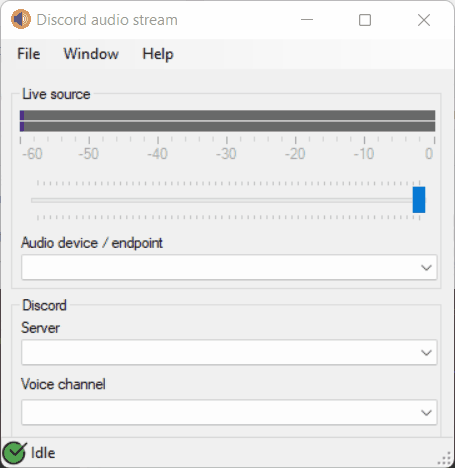 Discord audio stream
File Window Help
Live source
-60 -50 -40 -30 -20 -10 0
Audio device / endpoint
Discord
Server
Voice channel
Idle